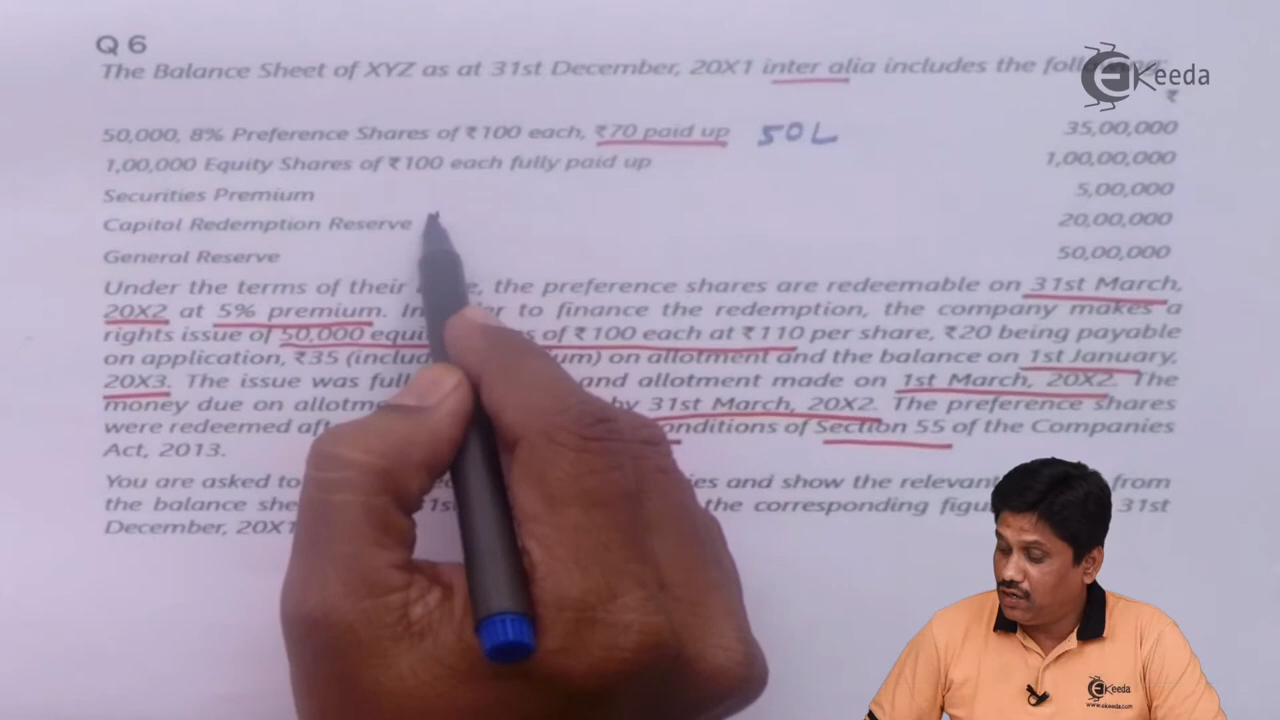 Q 6
The Balance Sheet of XYZ as at 31st December, 20X1 inter alia includes the
₹
50,000, 8% Preference Shares of ₹100 each, ₹70 paid up 50L 35,00,000
1,00,000 Equity Shares of ₹100 each fully paid up 1,00,00,000
Securities Premium 5,00,000
Capital Redemption Reserve 20,00,000
General Reserve 50,00,000
Under the terms of their , the preference shares are redeemable on 31st March,
20X2 at 5% premium. In to finance the redemption, the company makes a
rights issue of 50,000 of ₹100 each at ₹110 per share, ₹20 being payable
on application, ₹35 on allotment and the balance on 1st January,
20X3. The issue was and allotment made on 1st March, 20X2. The
money due on by 31st March, 20X2. The preference shares
were redeemed of Section 55 of the Companies
Act, 2013.
You are asked to and show the relevant from
the balance the corresponding 31st
December, 20X1
eKeeda
eKeeda
www.ekeeda.com